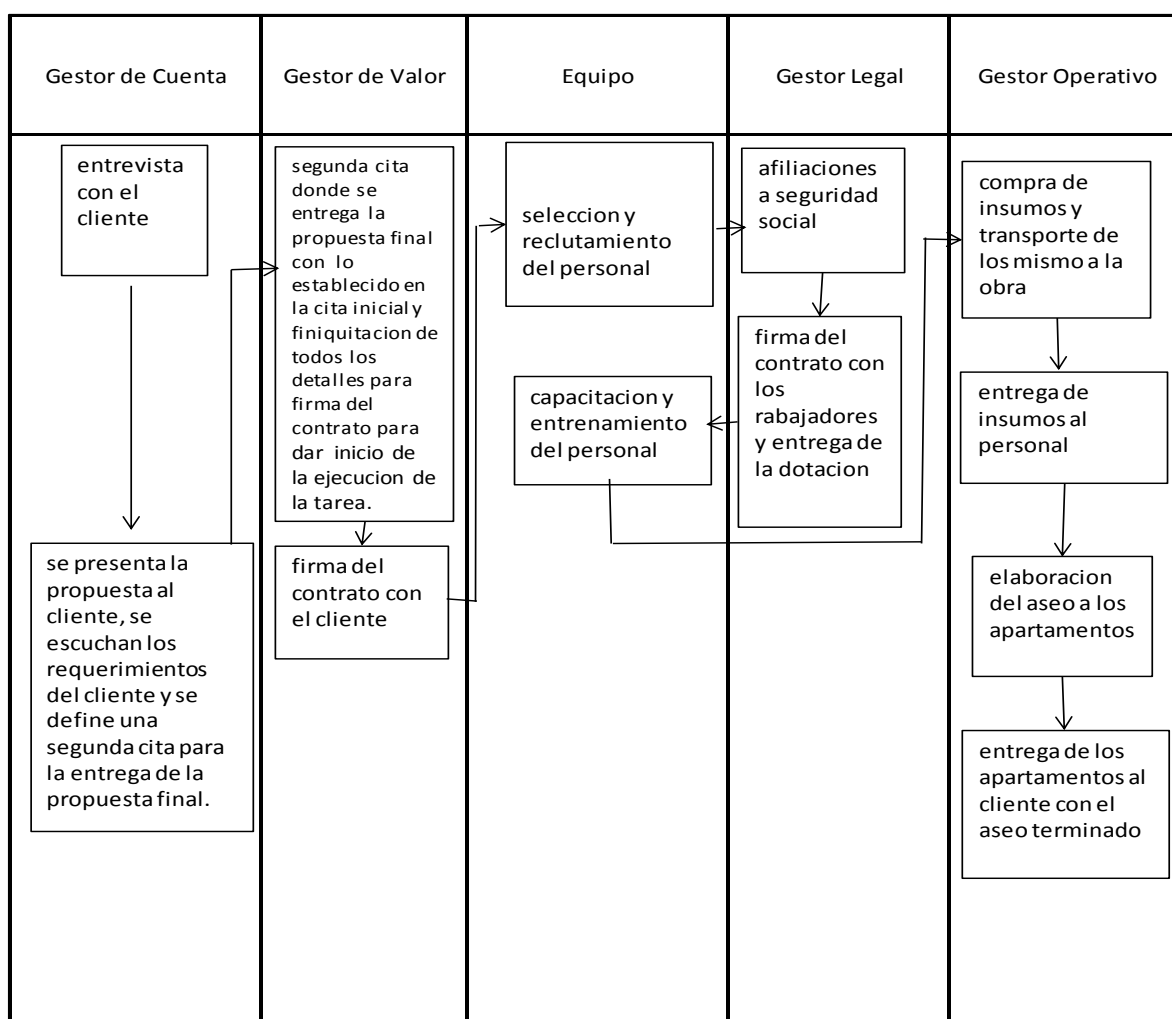 Gestor de Cuenta
Gestor de Valor
Equipo
Gestor Legal
Gestor Operativo
entrevista
con el
cliente
se presenta la
propuesta al
cliente, se
escuchan los
requerimientos
del cliente y se
define una
segunda cita para
la entrega de la
propuesta final.
segunda cita
donde se
entrega la
propuesta final
con lo
establecido en
la cita inicial y
finiquitacion de
todos los
detalles para
firma del
contrato para
dar inicio de
la ejecucion de
la tarea.
firma del
contrato con
el cliente
seleccion y
reclutamiento
del personal
capacitacion y
entrenamiento
del personal
afiliaciones
a seguridad
social
firma del
contrato con
los
rabajadores
y entrega de
la dotacion
compra de
insumos y
transporte de
los mismo a la
obra
entrega de
insumos al
personal
elaboracion
del aseo a los
apartamentos
entrega de los
apartamentos al
cliente con el
aseo terminado